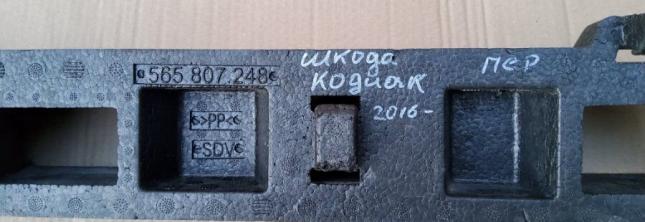 565 807.248
шкода
кодиак
2016-
пер
>PP<
SDV